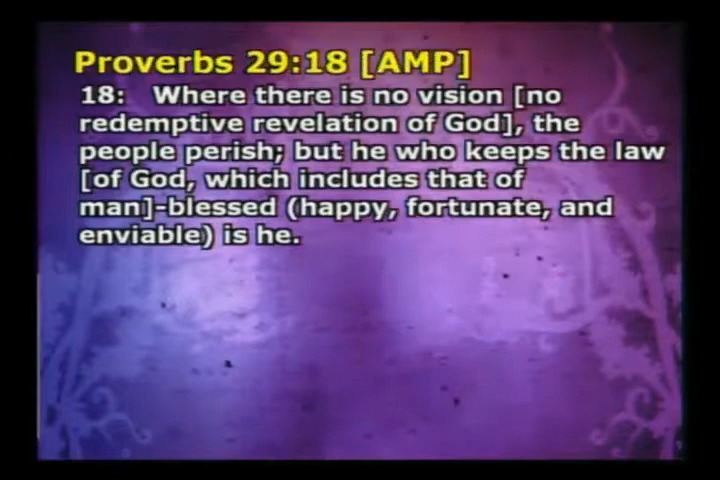 Proverbs 29:18 [AMP]
18: Where there is no vision [no
redemptive revelation of God], the
people perish; but he who keeps the law
[of God, which includes that of
man]-blessed (happy, fortunate, and
enviable) is he.